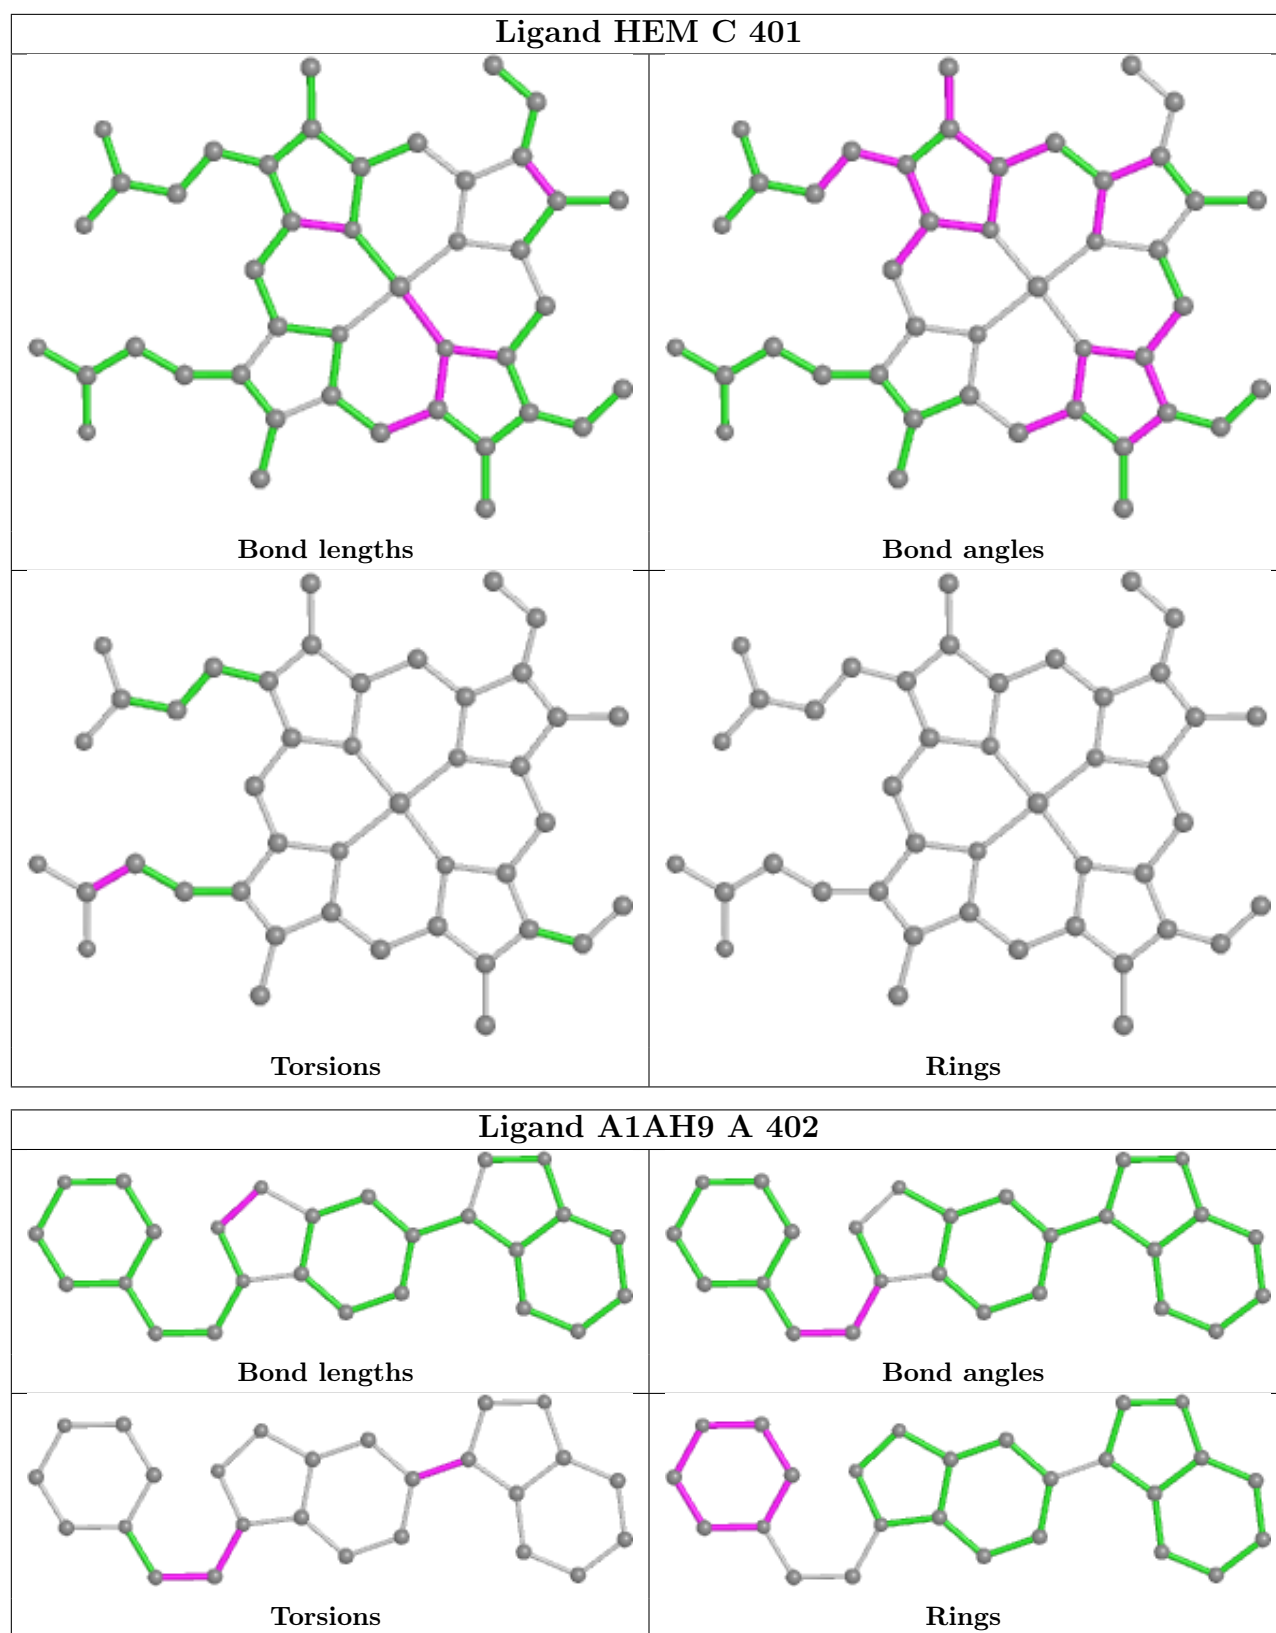 Ligand HEM C 401
Bond lengths
Bond angles
Torsions
Rings
Ligand A1AH9 A 402
Bond lengths
Bond angles
Torsions
Rings